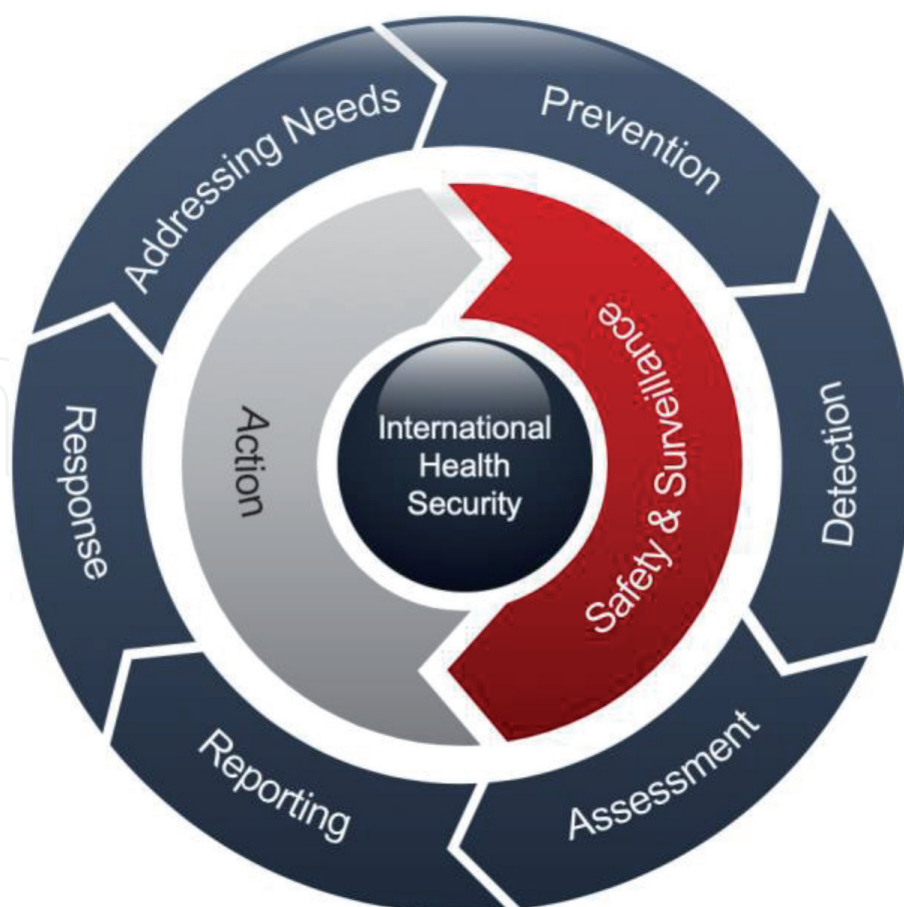 Prevention
Detection
Assessment
Reporting
Response
Addressing Needs
Safety & Surveillance
Action
International
Health
Security